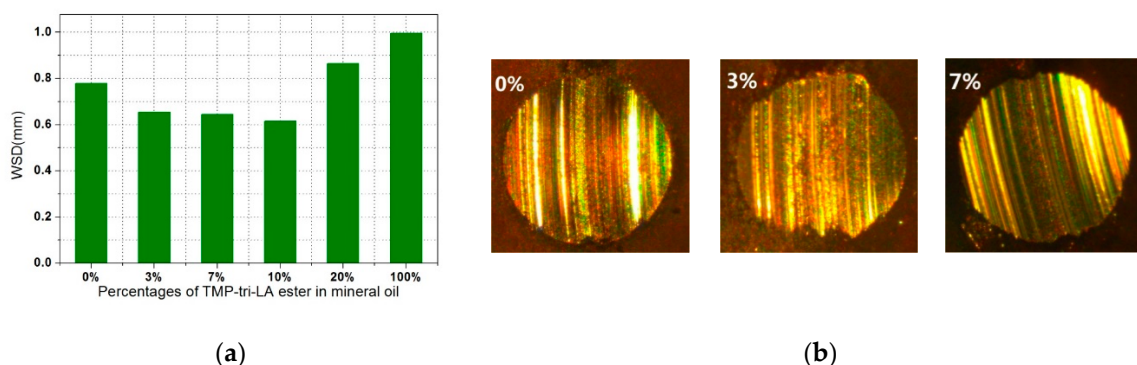 1.0
0.8
0.6
0.4
0.2
0.0
WSD(mm)
0% 3% 7% 10% 20% 100%
Percentages of TMP-tri-LA ester in mineral oil
(a)
0%
3%
7%
(b)